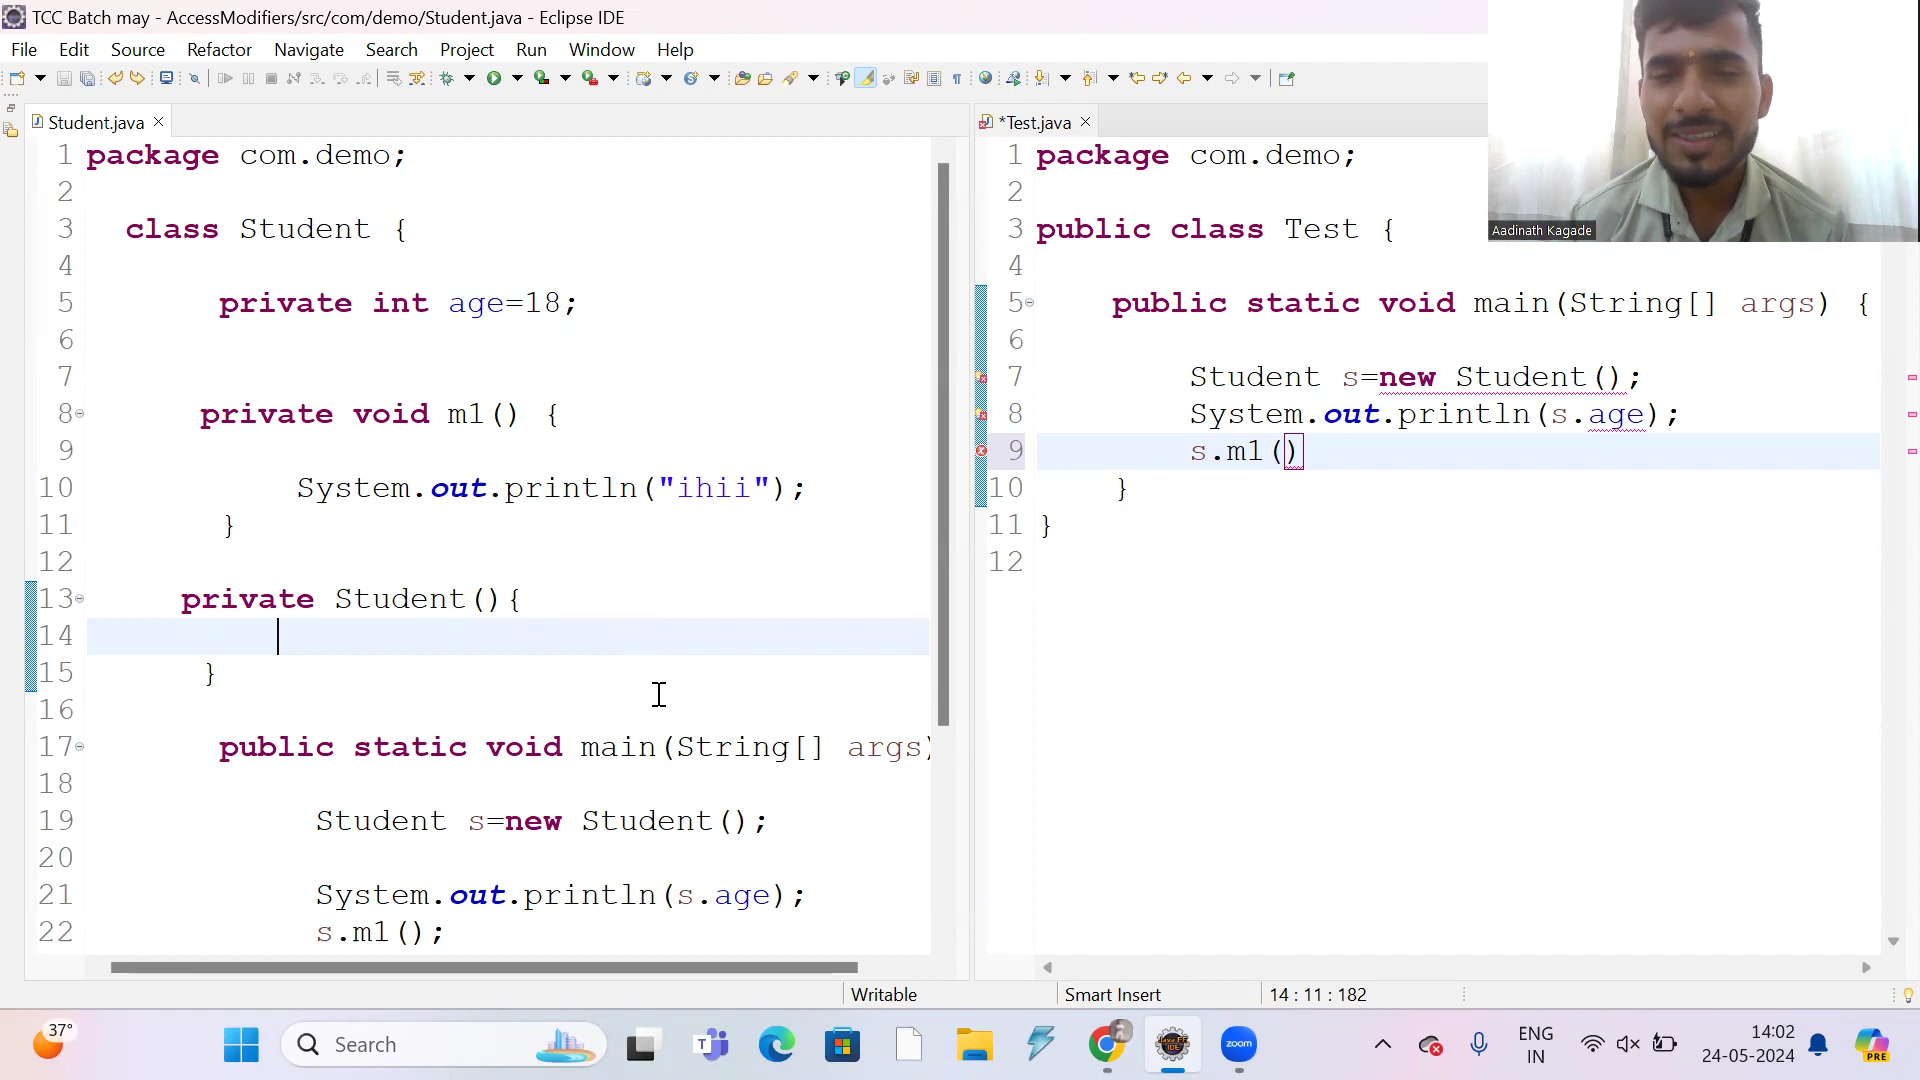 TCC Batch may - AccessModifiers/src/com/demo/Student.java - Eclipse IDE
File Edit Source Refactor Navigate Search Project Run Window Help
Student.java
1 package com.demo;
2
3 class Student {
4
5 private int age=18;
6
7
8 private void m1() {
9
10 System.out.println("ihii");
11 }
12
13 private Student(){
14
15 }
16
17 public static void main(String[] args)
18
19 Student s=new Student();
20
21 System.out.println(s.age);
22 s.m1();
*Test.java
1 package com.demo;
2
3 public class Test {
4
5 public static void main(String[] args) {
6
7 Student s=new Student();
8 System.out.println(s.age);
9 s.m1()
10 }
11 }
12
Aadinath Kagade
Writable Smart Insert 14 : 11 : 182
37°
Search
T
Java EE
IDE
zoom
ENG
IN
14:02
24-05-2024
PRE